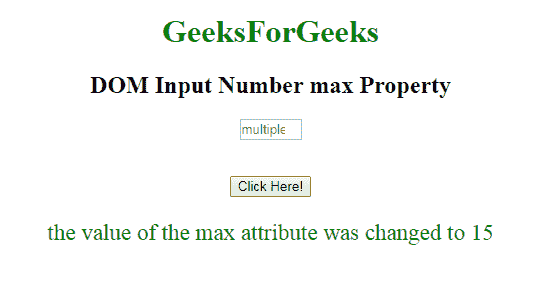 GeeksForGeeks
DOM Input Number max Property
multiple
Click Here!
the value of the max attribute was changed to 15